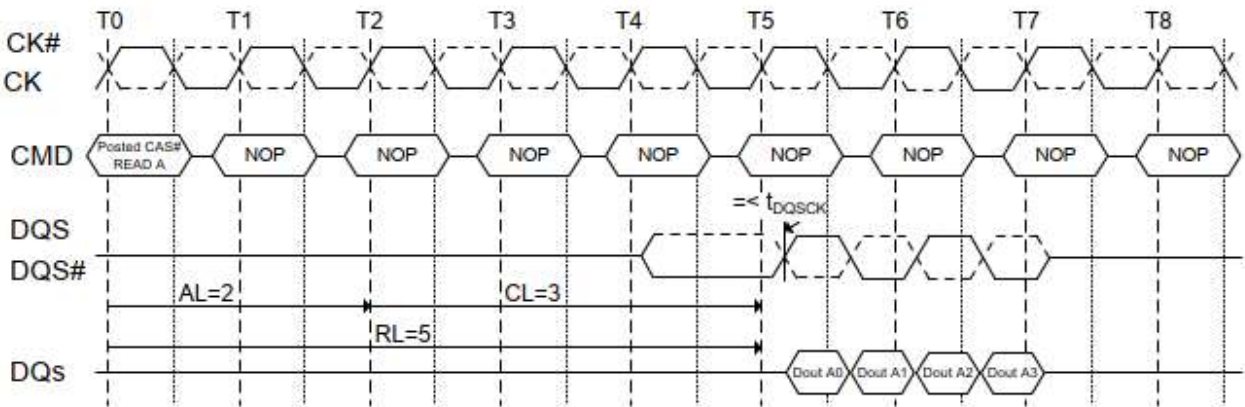 T0 T1 T2 T3 T4 T5 T6 T7 T8
CK#
CK
CMD Posted CAS# READ A NOP NOP NOP NOP NOP NOP NOP NOP
=< tDQSCK
DQS
DQS#
AL=2 CL=3
RL=5
DQs Dout A0 Dout A1 Dout A2 Dout A3